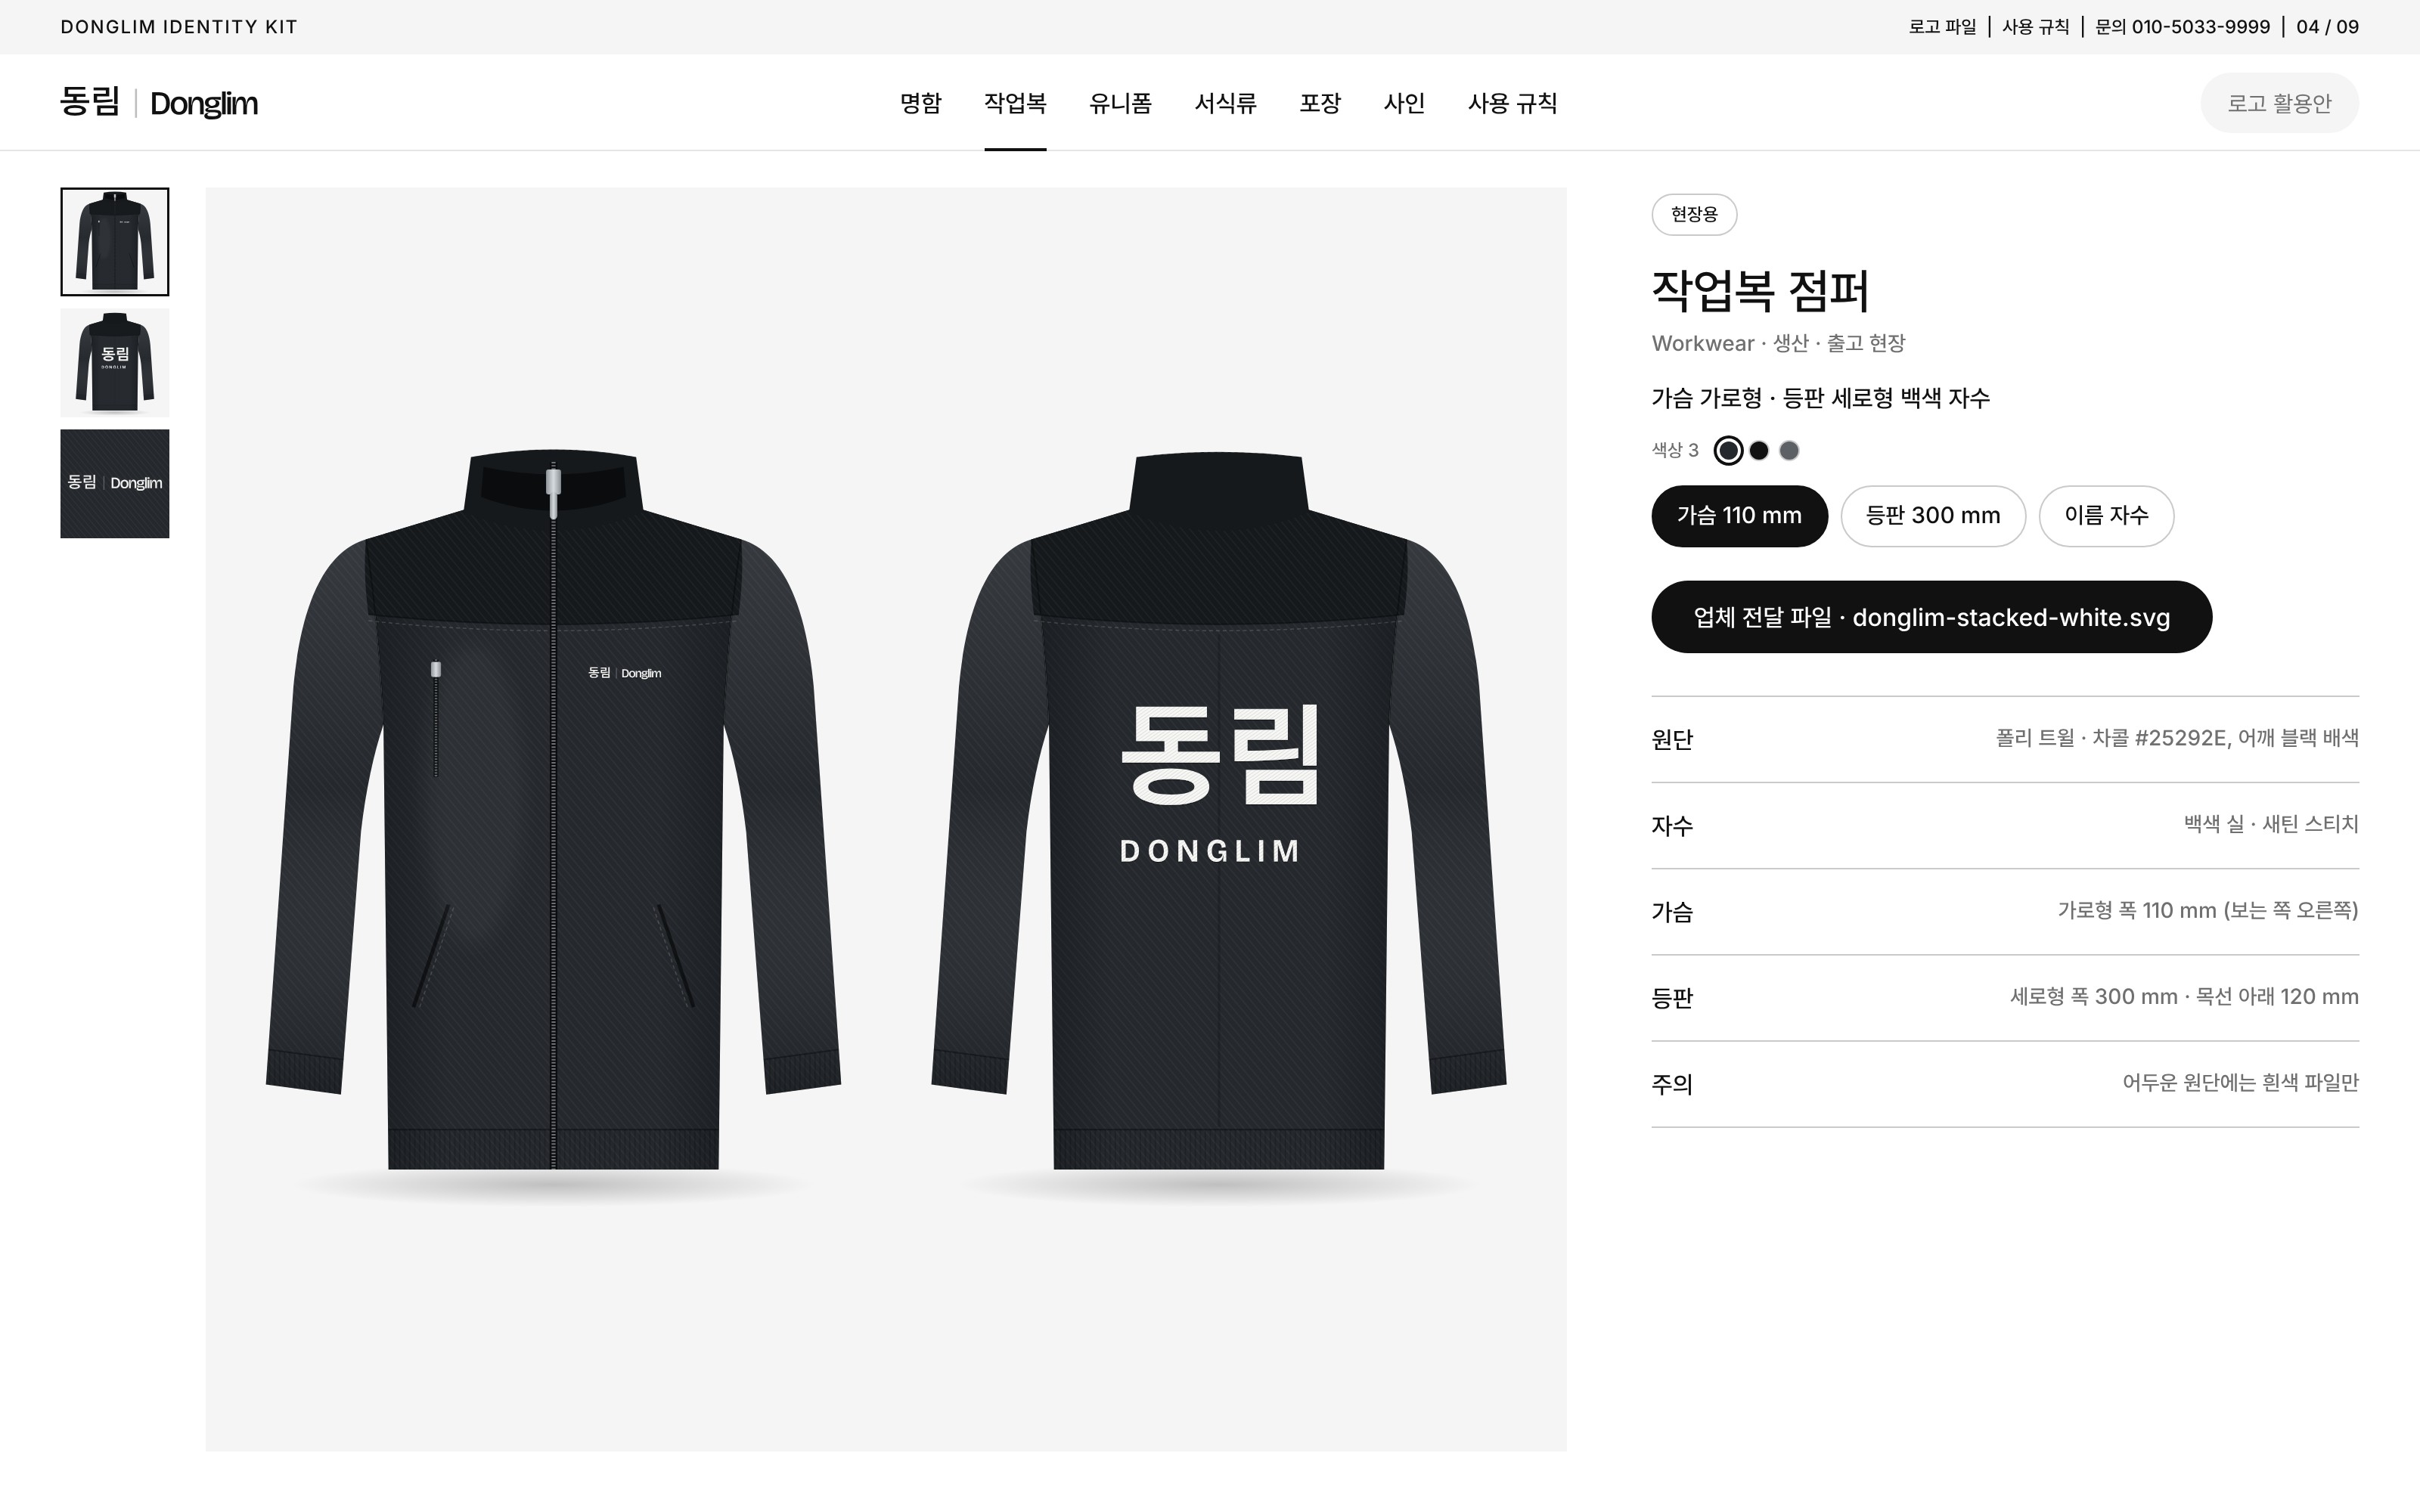 DONGLIM IDENTITY KIT
로고 파일 | 사용 규칙 | 문의 010-5033-9999 | 04 / 09
동림 | Donglim
명함 작업복 유니폼 서식류 포장 사인 사용 규칙
로고 활용안
동림
DONGLIM
동림 | Donglim
동림 | Donglim
동림
DONGLIM
현장용
작업복 점퍼
Workwear · 생산 · 출고 현장
가슴 가로형 · 등판 세로형 백색 자수
색상 3
가슴 110 mm 등판 300 mm 이름 자수
업체 전달 파일 · donglim-stacked-white.svg
원단 폴리 트윌 · 차콜 #25292E, 어깨 블랙 배색
자수 백색 실 · 새틴 스티치
가슴 가로형 폭 110 mm (보는 쪽 오른쪽)
등판 세로형 폭 300 mm · 목선 아래 120 mm
주의 어두운 원단에는 흰색 파일만